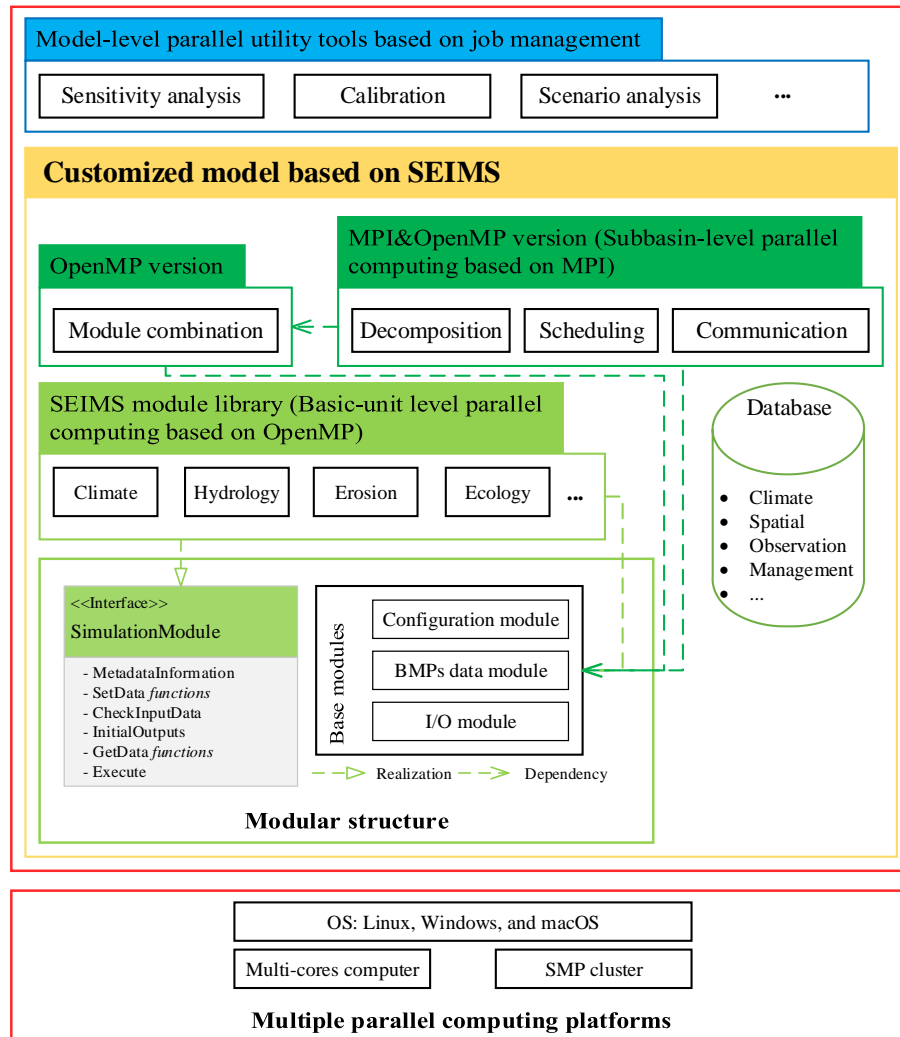 Model-level parallel utility tools based on job management
Sensitivity analysis
Calibration
Scenario analysis
...
Customized model based on SEIMS
OpenMP version
Module combination
MPI&OpenMP version (Subbasin-level parallel
computing based on MPI)
Decomposition
Scheduling
Communication
SEIMS module library (Basic-unit level parallel
computing based on OpenMP)
Climate
Hydrology
Erosion
Ecology
...
Database
• Climate
• Spatial
• Observation
• Management
• ...
<<Interface>>
SimulationModule
- MetadataInformation
- SetData functions
- CheckInputData
- InitialOutputs
- GetData functions
- Execute
Base modules
Configuration module
BMPs data module
I/O module
Realization
Dependency
Modular structure
OS: Linux, Windows, and macOS
Multi-cores computer
SMP cluster
Multiple parallel computing platforms